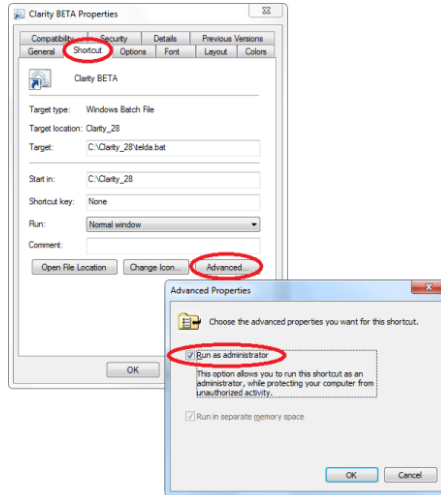 Clarity BETA Properties
Compatibility Security Details Previous Versions
General Shortcut Options Font Layout Colors
Clarity BETA
Target type: Windows Batch File
Target location: Clarity_28
Target: C:\Clarity_28\telda.bat
Start in: C:\Clarity_28
Shortcut key: None
Run: Normal window
Comment:
Open File Location Change Icon... Advanced...
OK
Advanced Properties
Choose the advanced properties you want for this shortcut.
Run as administrator
This option allows you to run this shortcut as an
administrator, while protecting your computer from
unauthorized activity.
Run in separate memory space
OK Cancel